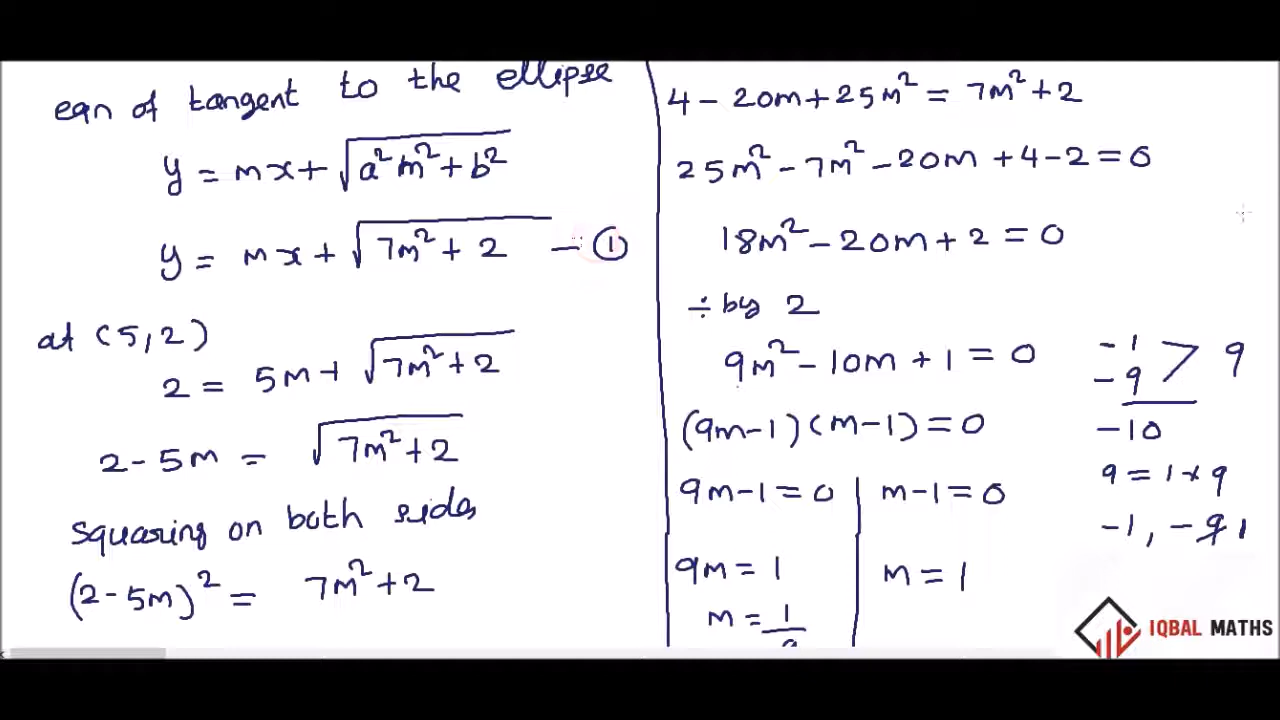 eqn of tangent to the ellipse
y = mx + √(a²m² + b²)
y = mx + √(7m² + 2) — ①
at (5,2)
2 = 5m + √(7m² + 2)
2 - 5m = √(7m² + 2)
squaring on both sides
(2 - 5m)² = 7m² + 2
4 - 20m + 25m² = 7m² + 2
25m² - 7m² - 20m + 4 - 2 = 0
18m² - 20m + 2 = 0
÷ by 2
9m² - 10m + 1 = 0
(9m - 1)(m - 1) = 0
9m - 1 = 0
9m = 1
m = 1/9
m - 1 = 0
m = 1
-1
-9 > 9
-10
9 = 1 × 9
-1, -9 1
IQBAL MATHS